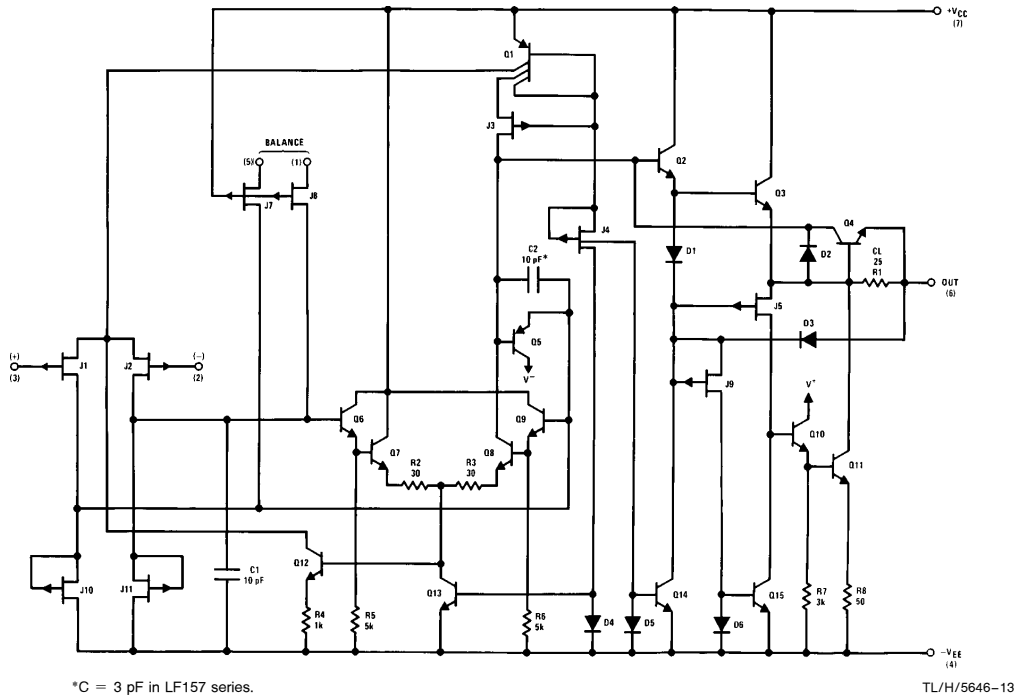 +VCC
(7)
Q1
J3
BALANCE
(5)
(1)
J7
J8
Q2
Q3
Q4
J4
C2
10 pF*
D1
D2
CL
25
R1
OUT
(6)
J5
D3
Q5
V−
(+)
(3)
J1
J2
(−)
(2)
J9
V+
Q6
Q9
Q7
Q8
R2
30
R3
30
Q10
Q11
J10
J11
C1
10 pF
Q12
Q13
Q14
Q15
R4
1k
R5
5k
R6
5k
D4
D5
D6
R7
3k
R8
50
−VEE
(4)
*C = 3 pF in LF157 series.
TL/H/5646–13